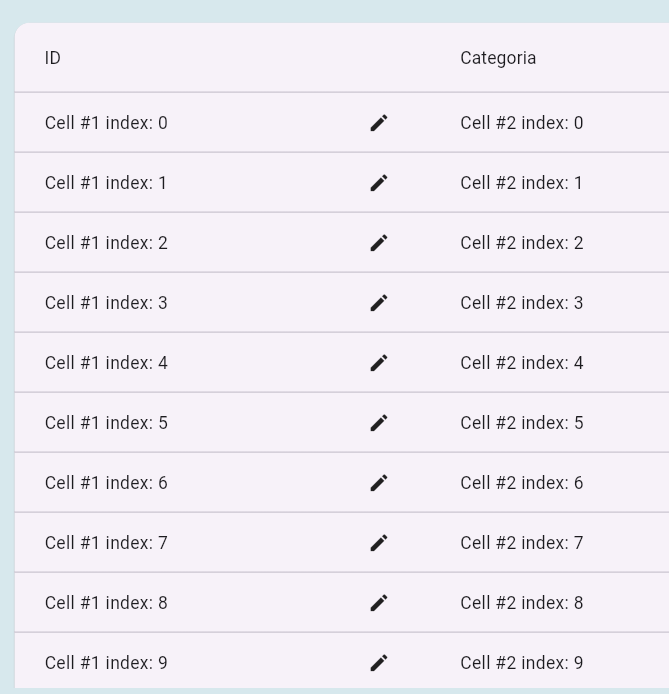 ID Categoria
Cell #1 index: 0 Cell #2 index: 0
Cell #1 index: 1 Cell #2 index: 1
Cell #1 index: 2 Cell #2 index: 2
Cell #1 index: 3 Cell #2 index: 3
Cell #1 index: 4 Cell #2 index: 4
Cell #1 index: 5 Cell #2 index: 5
Cell #1 index: 6 Cell #2 index: 6
Cell #1 index: 7 Cell #2 index: 7
Cell #1 index: 8 Cell #2 index: 8
Cell #1 index: 9 Cell #2 index: 9